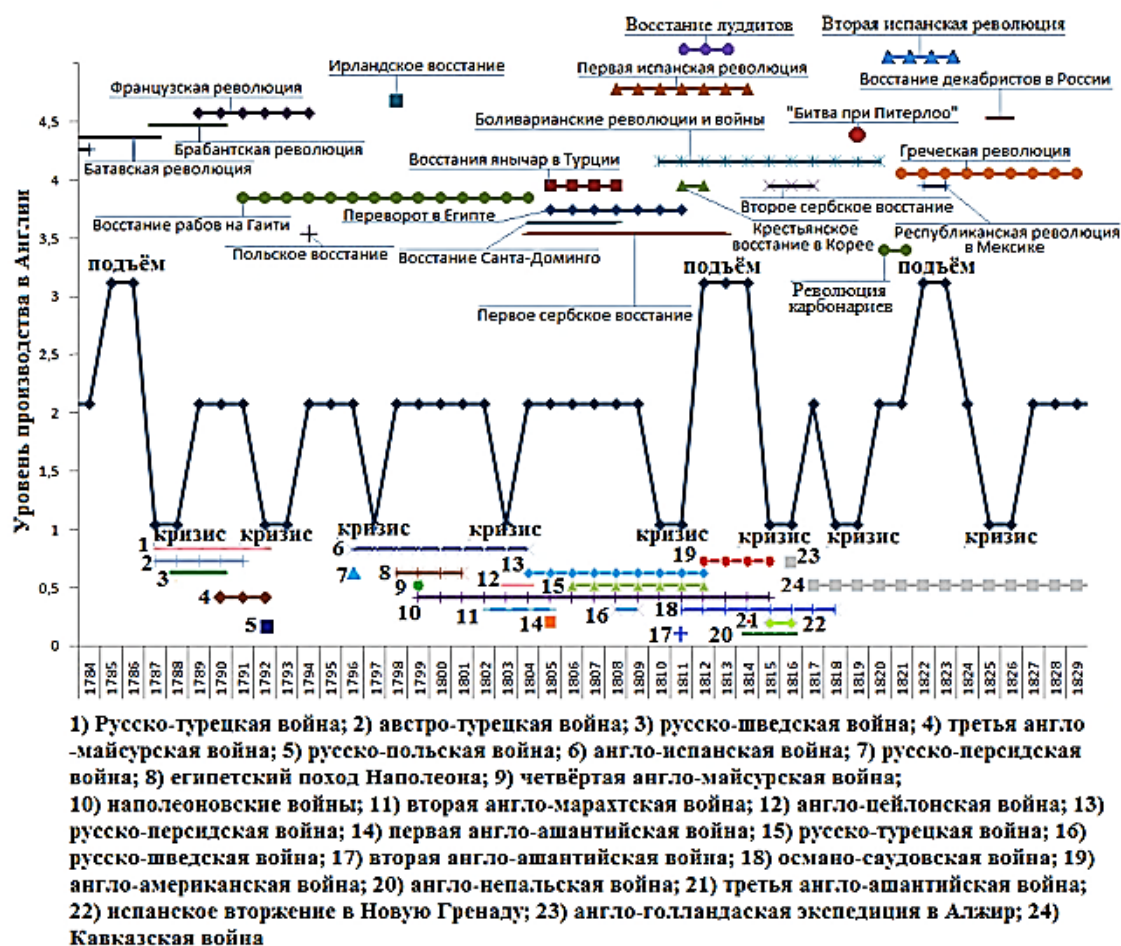 Восстание луддитов
Вторая испанская революция
Ирландское восстание
Первая испанская революция
Восстание декабристов в России
Французская революция
Боливарианские революции и войны
"Битва при Питерлоо"
Брабантская революция
Батавская революция
Восстания янычар в Турции
Греческая революция
Восстание рабов на Гаити
Переворот в Египте
Второе сербское восстание
Польское восстание
Восстание Санта-Доминго
Крестьянское
восстание в Корее
Республиканская революция
в Мексике
Революция
карбонариев
Первое сербское восстание
подъём
подъём
подъём
Уровень производства в Англии
4,5
4
3,5
3
2,5
2
1,5
1
0,5
0
кризис
кризис
кризис
кризис
кризис
кризис
кризис
кризис
1
2
3
4
5
6
7
8
9
10
11
12
13
14
15
16
17
18
19
20
21
22
23
24
1784 1785 1786 1787 1788 1789 1790 1791 1792 1793 1794 1795 1796 1797 1798 1799 1800 1801 1802 1803 1804 1805 1806 1807 1808 1809 1810 1811 1812 1813 1814 1815 1816 1817 1818 1819 1820 1821 1822 1823 1824 1825 1826 1827 1828 1829
1) Русско-турецкая война; 2) австро-турецкая война; 3) русско-шведская война; 4) третья англо
-майсурская война; 5) русско-польская война; 6) англо-испанская война; 7) русско-персидская
война; 8) египетский поход Наполеона; 9) четвёртая англо-майсурская война;
10) наполеоновские войны; 11) вторая англо-марахтская война; 12) англо-цейлонская война; 13)
русско-персидская война; 14) первая англо-ашантийская война; 15) русско-турецкая война; 16)
русско-шведская война; 17) вторая англо-ашантийская война; 18) османо-саудовская война; 19)
англо-американская война; 20) англо-непальская война; 21) третья англо-ашантийская война;
22) испанское вторжение в Новую Гренаду; 23) англо-голландаская экспедиция в Алжир; 24)
Кавказская война